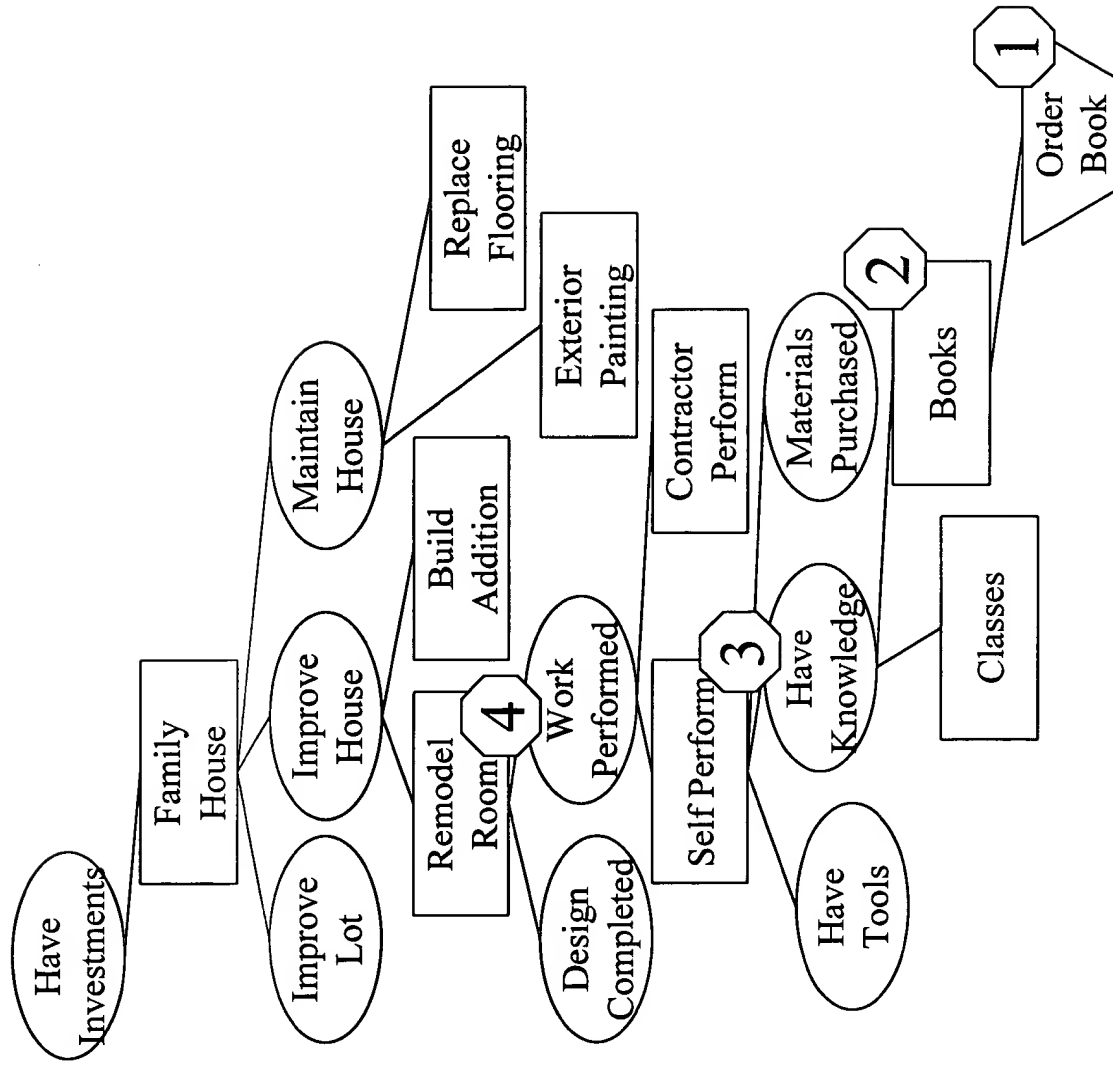 Have
Investments
Family
House
Improve
Lot
Improve
House
Maintain
House
Remodel
Room
4
Build
Addition
Replace
Flooring
Design
Completed
Work
Performed
Exterior
Painting
Self Perform
3
Contractor
Perform
Have
Tools
Have
Knowledge
Materials
Purchased
2
Classes
Books
1
Order
Book